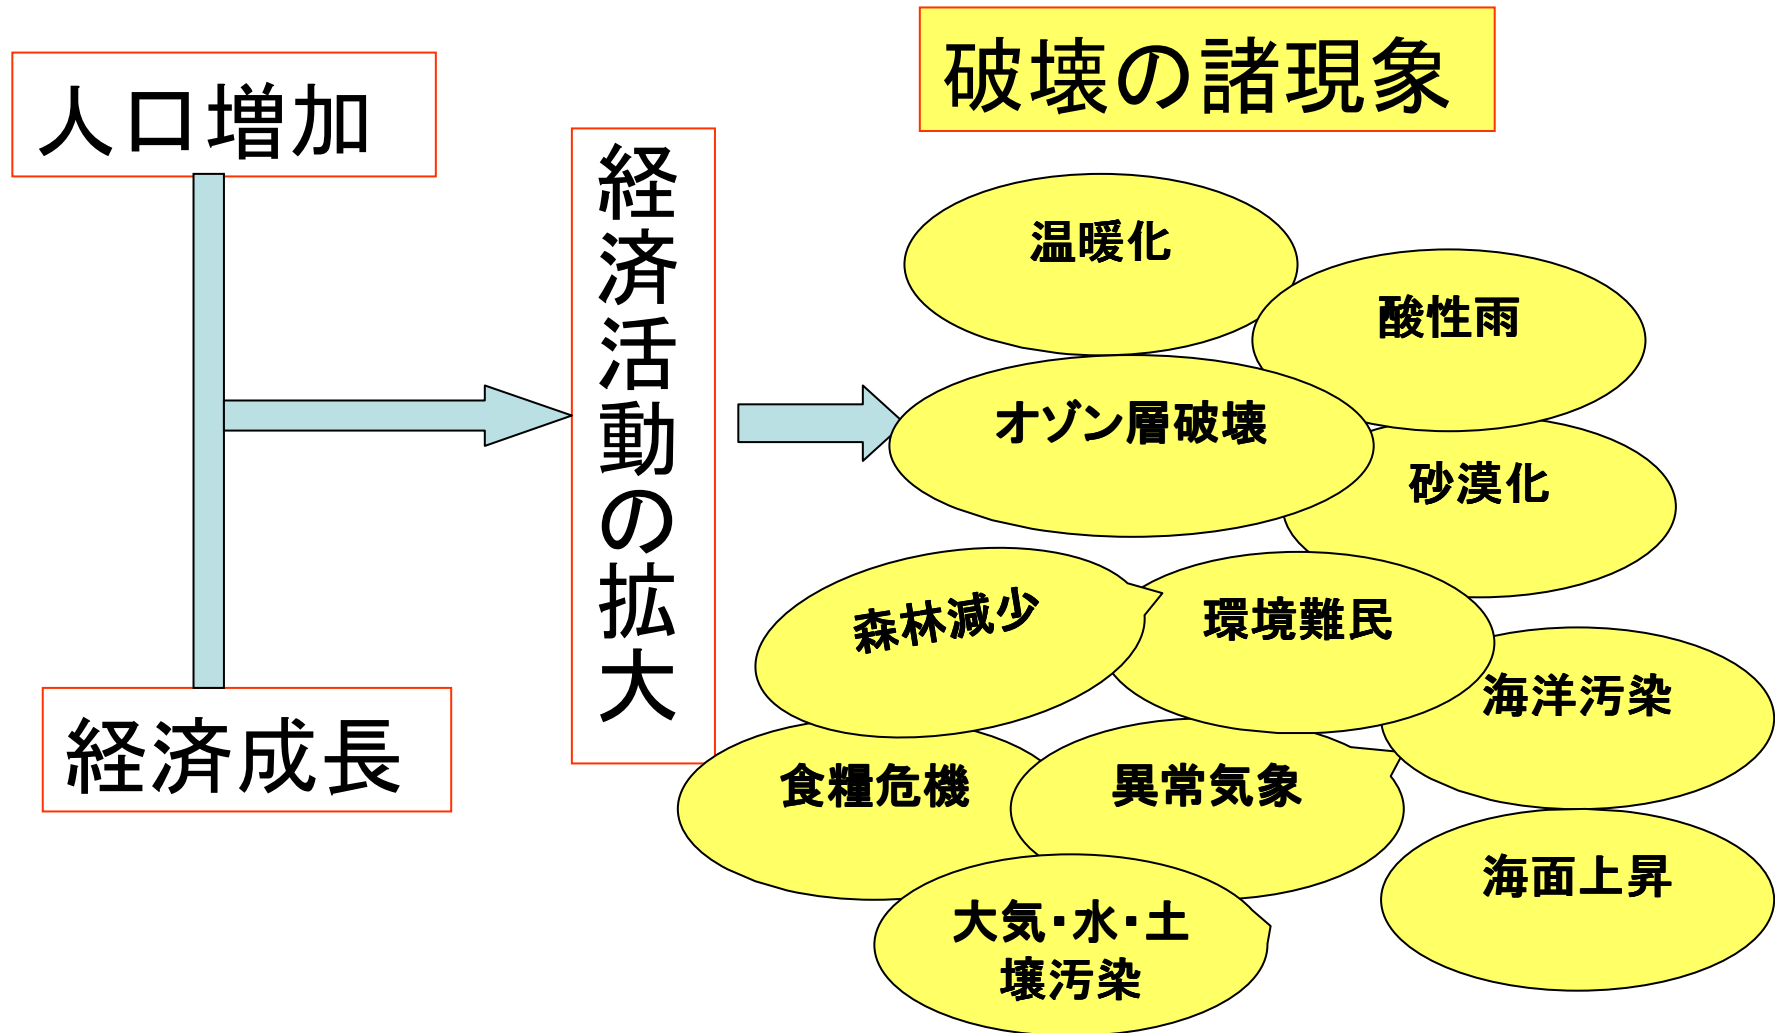 破壊の諸現象
人口増加
経済活動の拡大
経済成長
温暖化
酸性雨
オゾン層破壊
砂漠化
森林減少
環境難民
海洋汚染
食糧危機
異常気象
海面上昇
大気・水・土
壌汚染